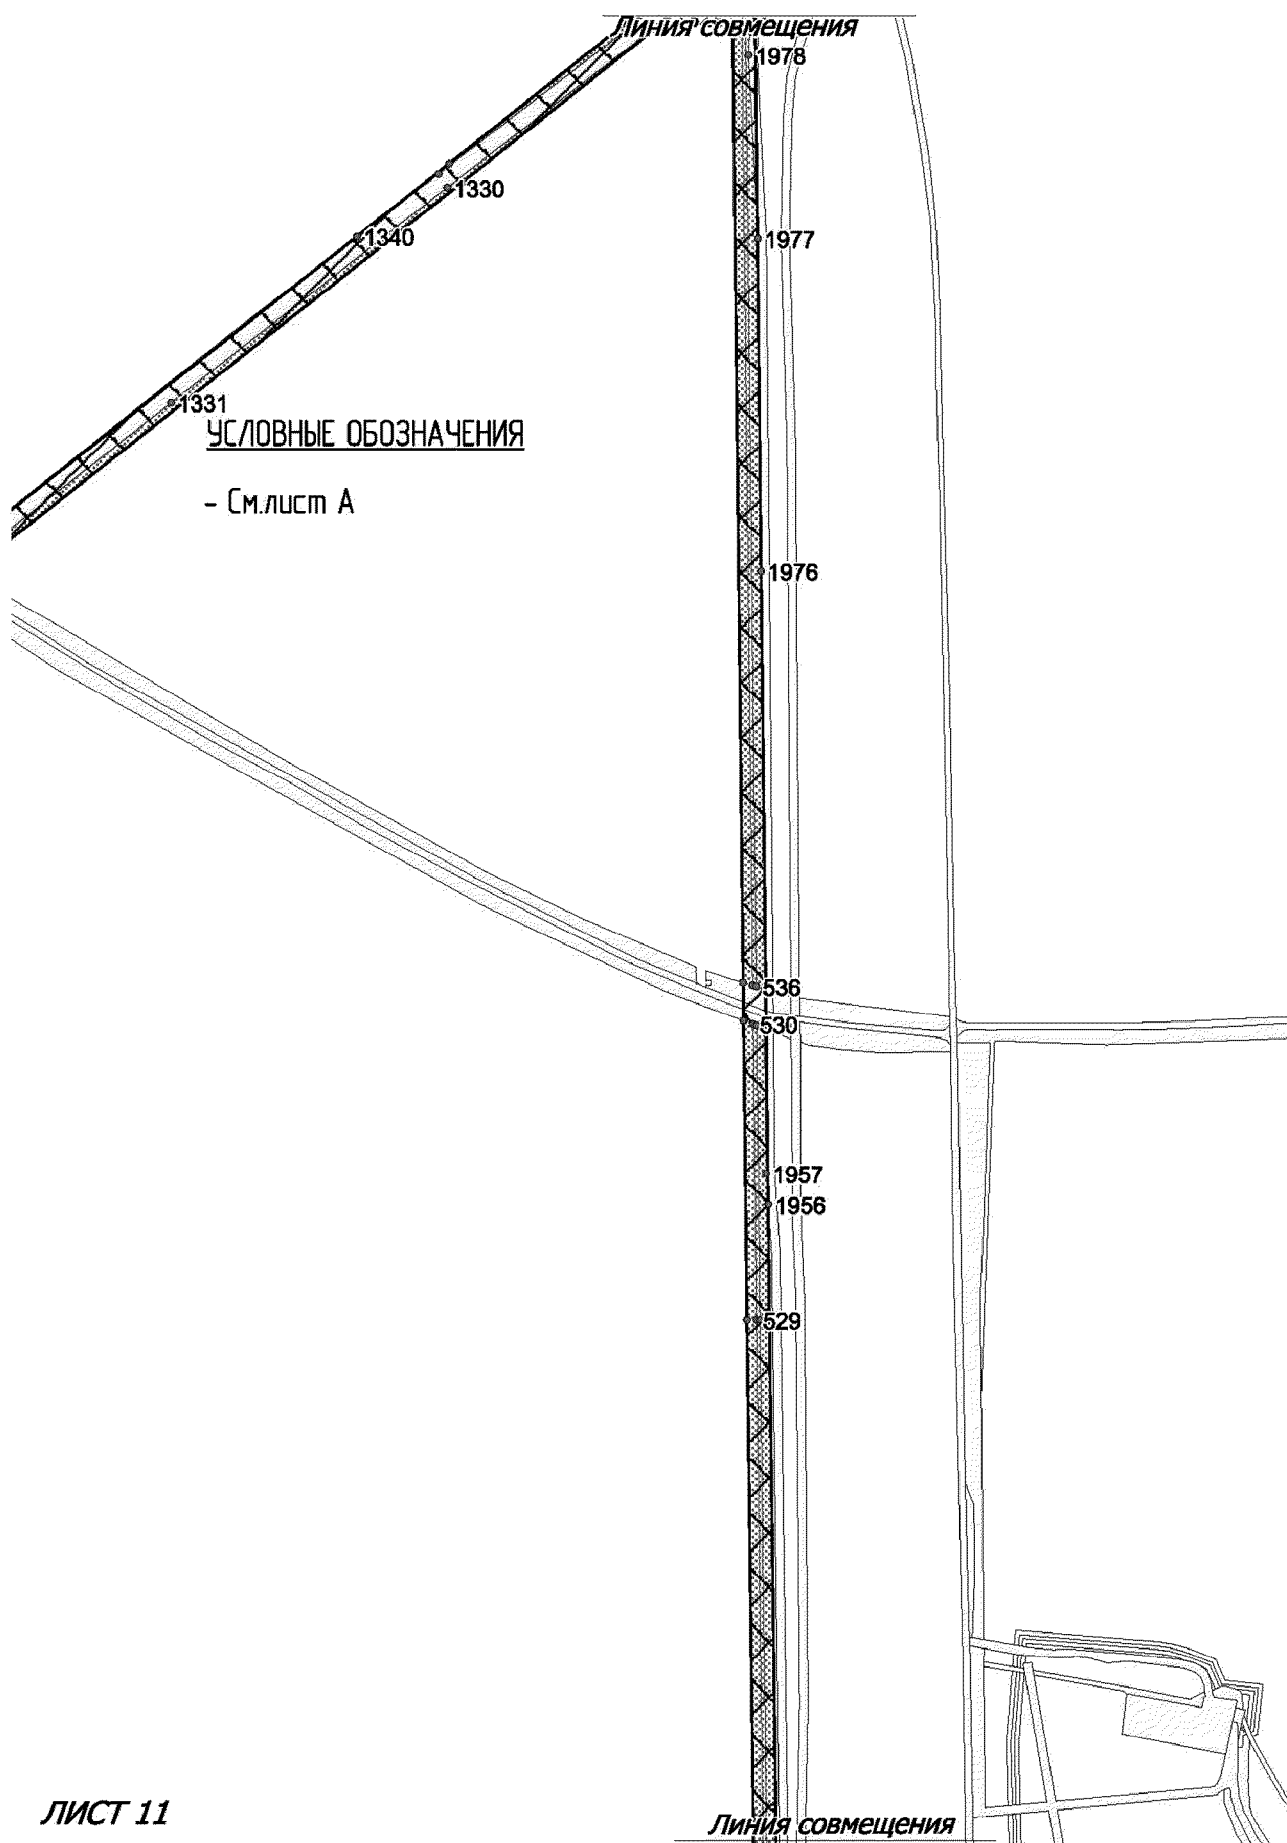 Линия совмещения
1978
1330
1340
1977
1331
УСЛОВНЫЕ ОБОЗНАЧЕНИЯ
- См.лист А
1976
536
530
1957
1956
529
ЛИСТ 11
Линия совмещения